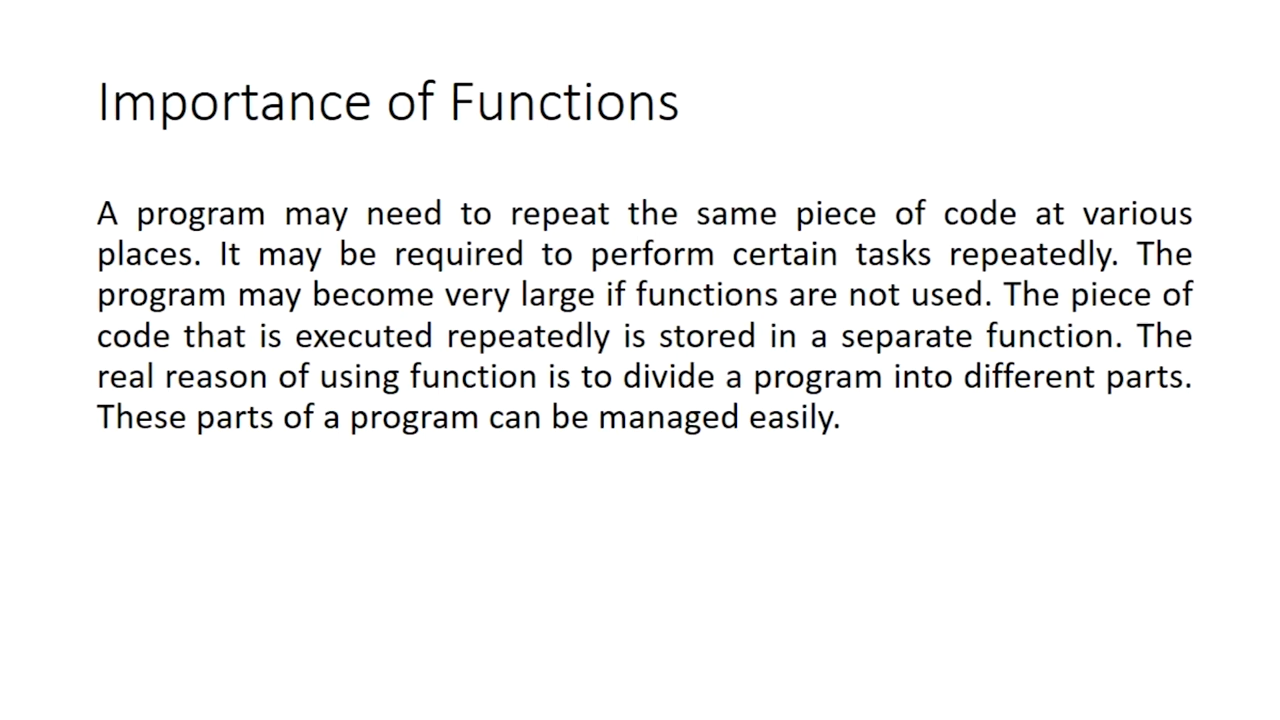 Importance of Functions
A program may need to repeat the same piece of code at various
places. It may be required to perform certain tasks repeatedly. The
program may become very large if functions are not used. The piece of
code that is executed repeatedly is stored in a separate function. The
real reason of using function is to divide a program into different parts.
These parts of a program can be managed easily.